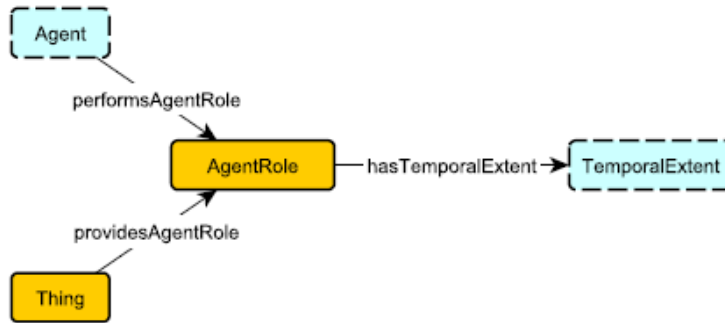 Agent
performsAgentRole
AgentRole
hasTemporalExtent
TemporalExtent
providesAgentRole
Thing